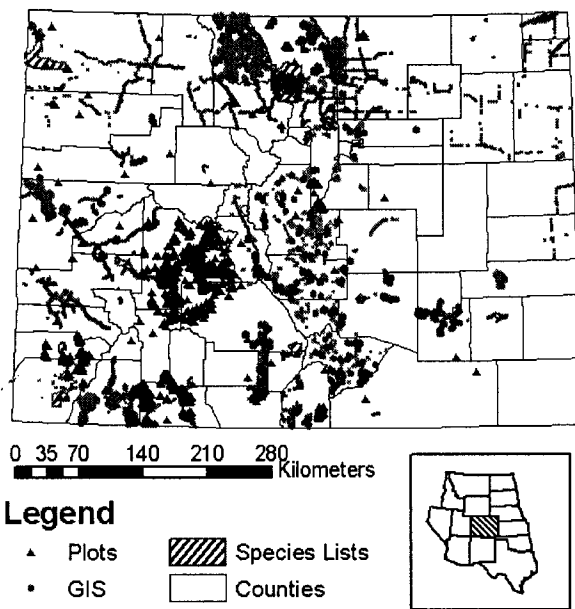 0 35 70 140 210 280
Kilometers
Legend
Plots
Species Lists
GIS
Counties